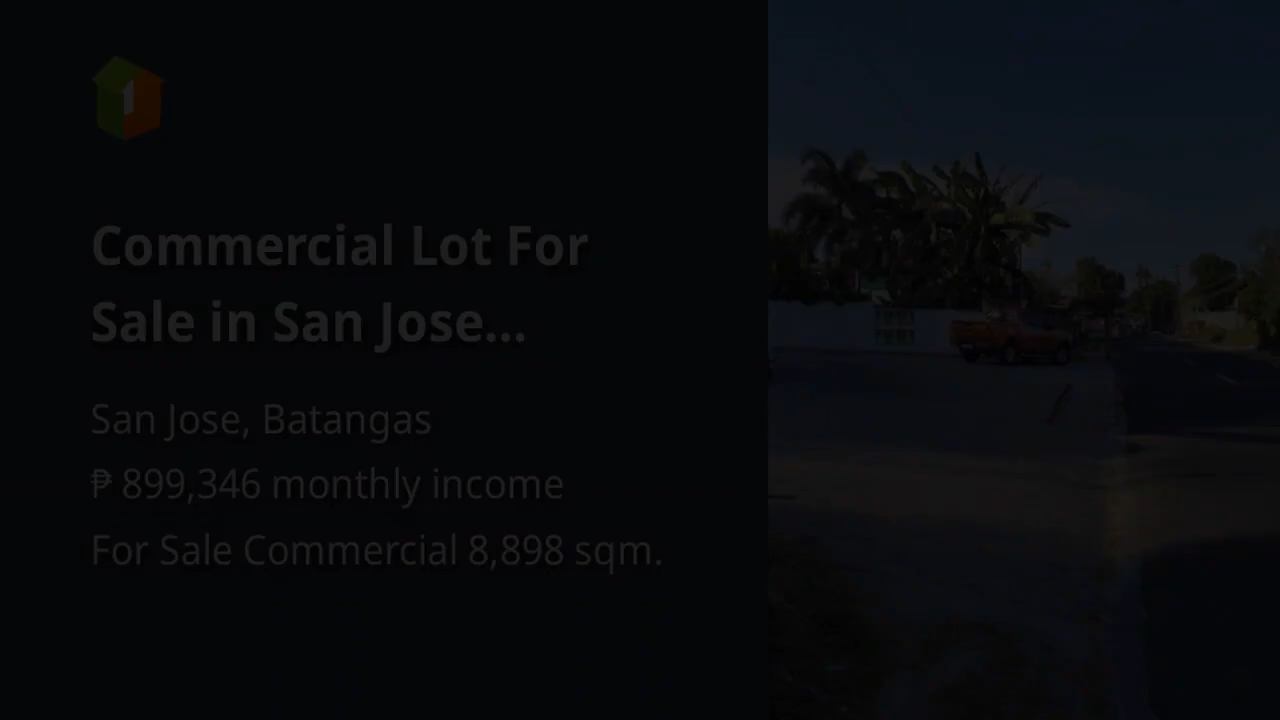 Commercial Lot For
Sale in San Jose...
San Jose, Batangas
₱ 899,346 monthly income
For Sale Commercial 8,898 sqm.